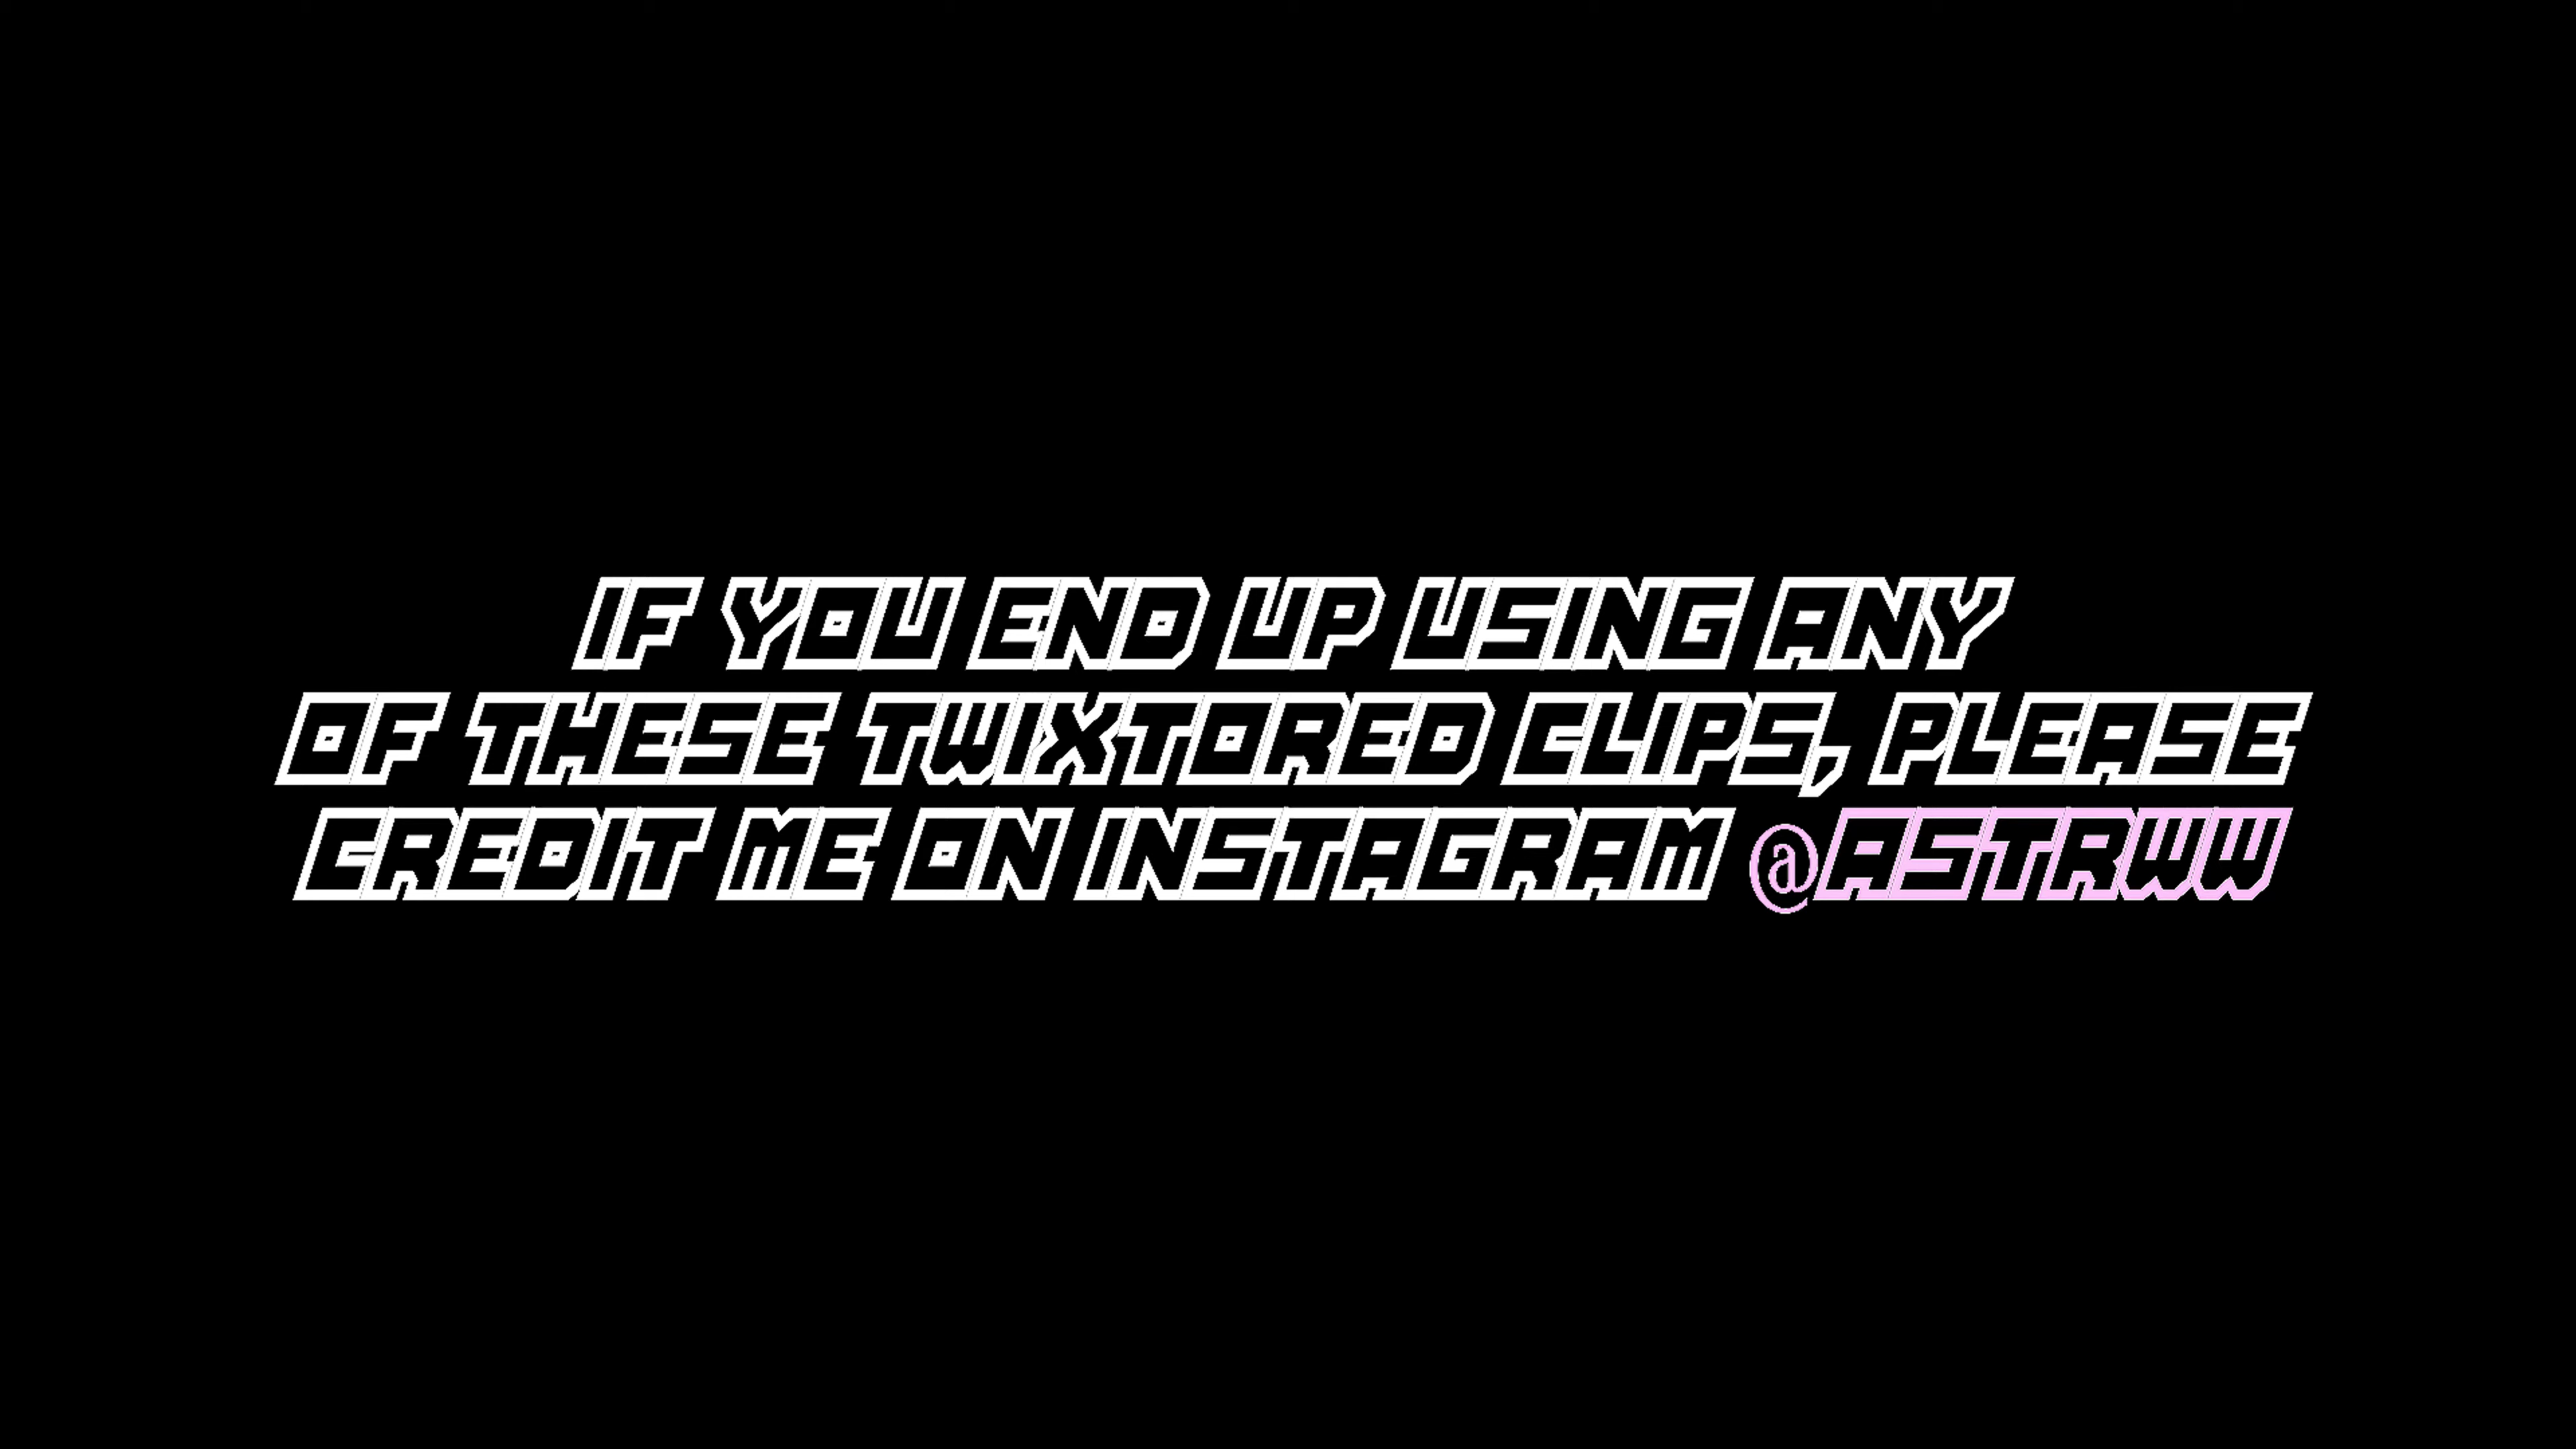 IF YOU END UP USING ANY
OF THESE TWIXTORED CLIPS, PLEASE
CREDIT ME ON INSTAGRAM @ASTRWW